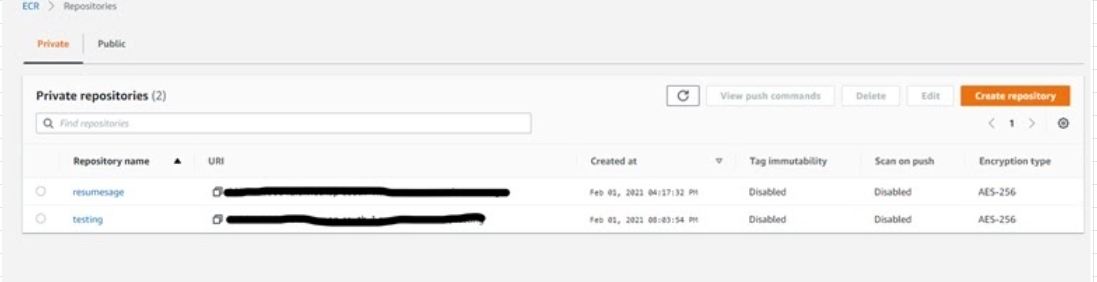 ECR > Repositories
Private Public
Private repositories (2) View push commands Delete Edit Create repository
Find repositories < 1 >
Repository name URI Created at Tag immutability Scan on push Encryption type
resumesage Feb 01, 2021 04:17:32 PM Disabled Disabled AES-256
testing Feb 01, 2021 08:03:54 PM Disabled Disabled AES-256